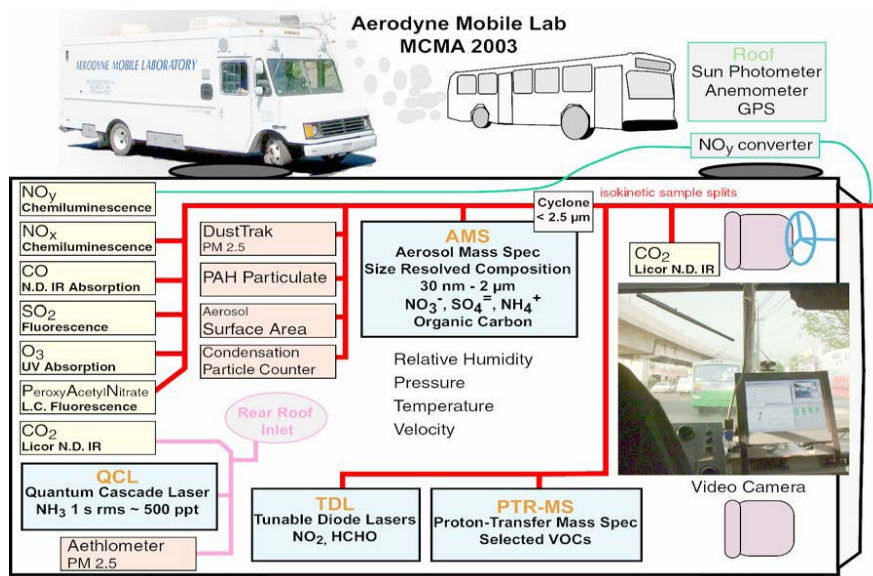 Aerodyne Mobile Lab
MCMA 2003
AERODYNE MOBILE LABORATORY
Roof
Sun Photometer
Anemometer
GPS
NOy converter
isokinetic sample splits
NOy
Chemiluminescence
NOx
Chemiluminescence
CO
N.D. IR Absorption
SO2
Fluorescence
O3
UV Absorption
PeroxyAcetylNitrate
L.C. Fluorescence
CO2
Licor N.D. IR
DustTrak
PM 2.5
PAH Particulate
Aerosol
Surface Area
Condensation
Particle Counter
Rear Roof
Inlet
QCL
Quantum Cascade Laser
NH3 1 s rms ~ 500 ppt
Aethlometer
PM 2.5
AMS
Aerosol Mass Spec
Size Resolved Composition
30 nm - 2 µm
NO3-, SO4=, NH4+
Organic Carbon
Cyclone
< 2.5 µm
Relative Humidity
Pressure
Temperature
Velocity
TDL
Tunable Diode Lasers
NO2, HCHO
PTR-MS
Proton-Transfer Mass Spec
Selected VOCs
CO2
Licor N.D. IR
Video Camera